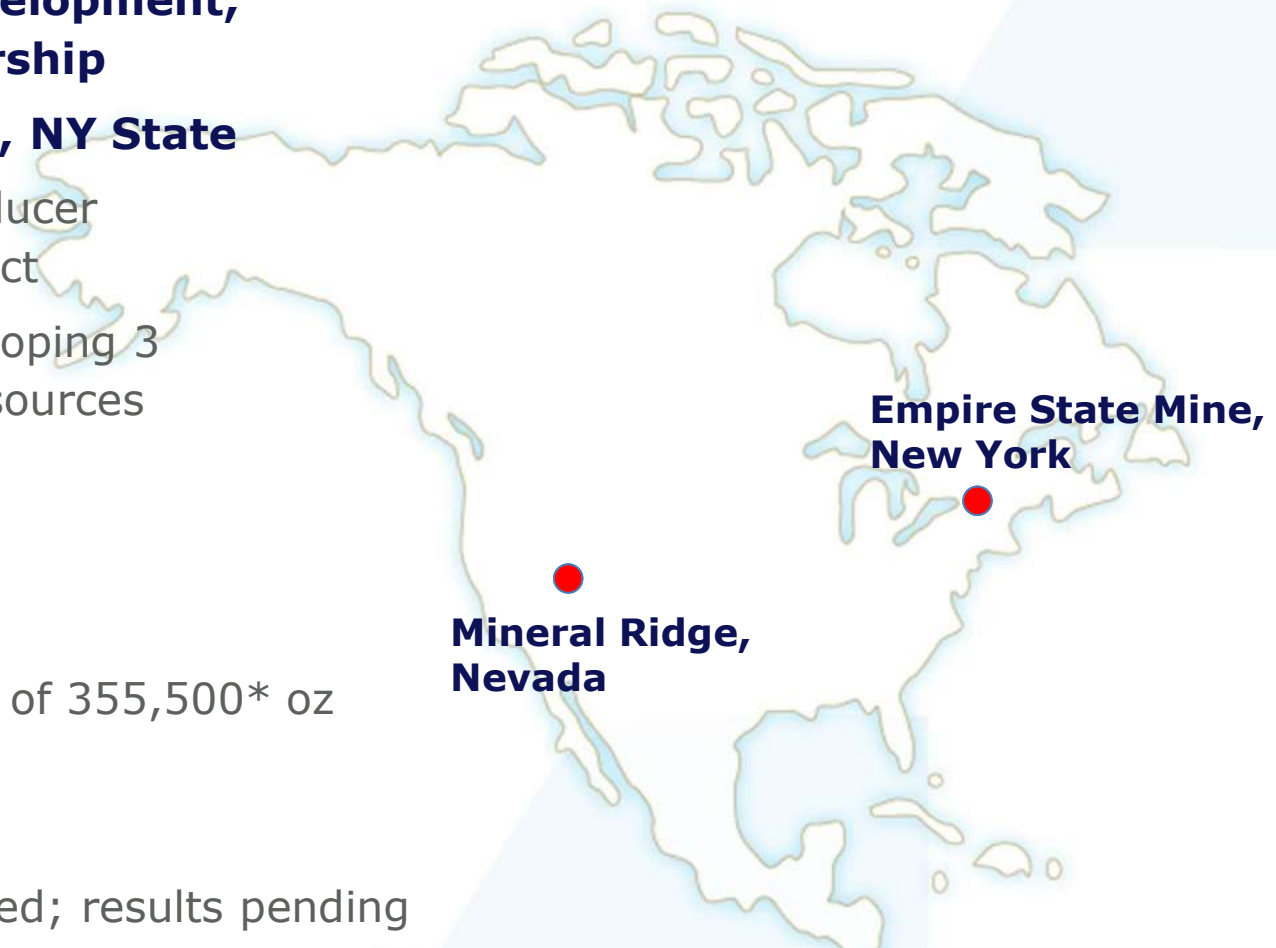 elopment,
rship
, NY State
ducer
ct
oping 3
sources
of 355,500* oz
ed; results pending
Empire State Mine,
New York
Mineral Ridge,
Nevada